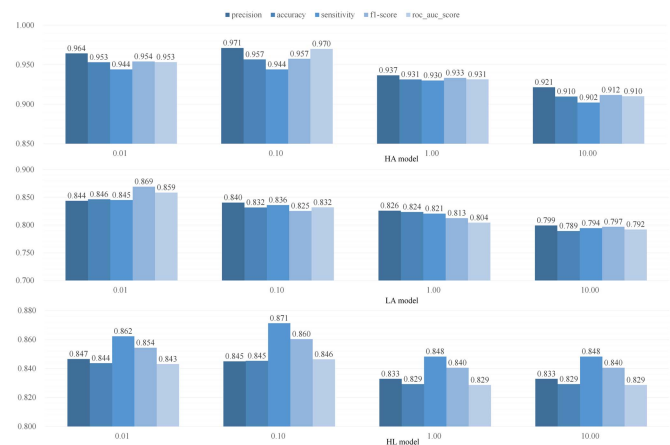 precision accuracy sensitivity f1-score roc_auc_score
1.000
0.950
0.900
0.850
0.964 0.953 0.944 0.954 0.953
0.971 0.957 0.944 0.957 0.970
0.937 0.931 0.930 0.933 0.931
0.921 0.910 0.902 0.912 0.910
0.01 0.10 1.00 10.00
HA model
0.900
0.850
0.800
0.750
0.700
0.844 0.846 0.845 0.869 0.859
0.840 0.832 0.836 0.825 0.832
0.826 0.824 0.821 0.813 0.804
0.799 0.789 0.794 0.797 0.792
0.01 0.10 1.00 10.00
LA model
0.880
0.860
0.840
0.820
0.800
0.847 0.844 0.862 0.854 0.843
0.845 0.845 0.871 0.860 0.846
0.833 0.829 0.848 0.840 0.829
0.833 0.829 0.848 0.840 0.829
0.01 0.10 1.00 10.00
HL model